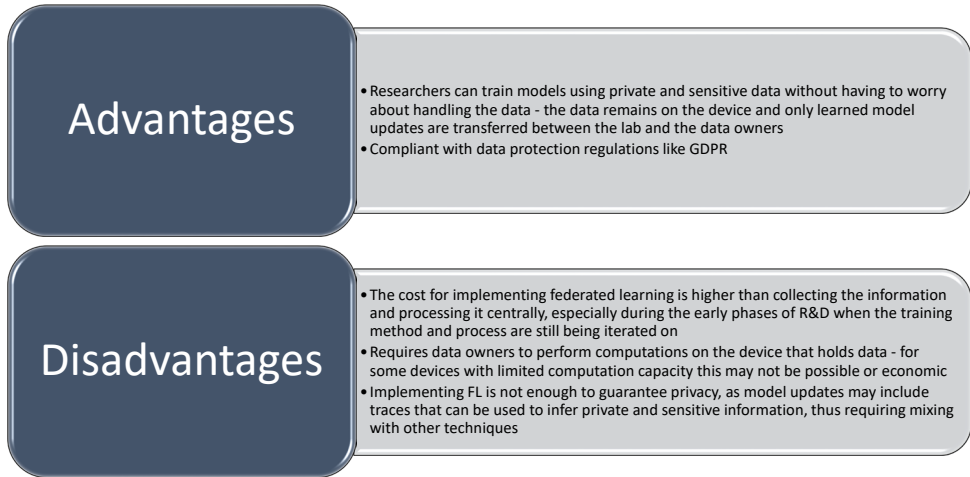 Advantages
• Researchers can train models using private and sensitive data without having to worry
about handling the data - the data remains on the device and only learned model
updates are transferred between the lab and the data owners
• Compliant with data protection regulations like GDPR
Disadvantages
• The cost for implementing federated learning is higher than collecting the information
and processing it centrally, especially during the early phases of R&D when the training
method and process are still being iterated on
• Requires data owners to perform computations on the device that holds data - for
some devices with limited computation capacity this may not be possible or economic
• Implementing FL is not enough to guarantee privacy, as model updates may include
traces that can be used to infer private and sensitive information, thus requiring mixing
with other techniques